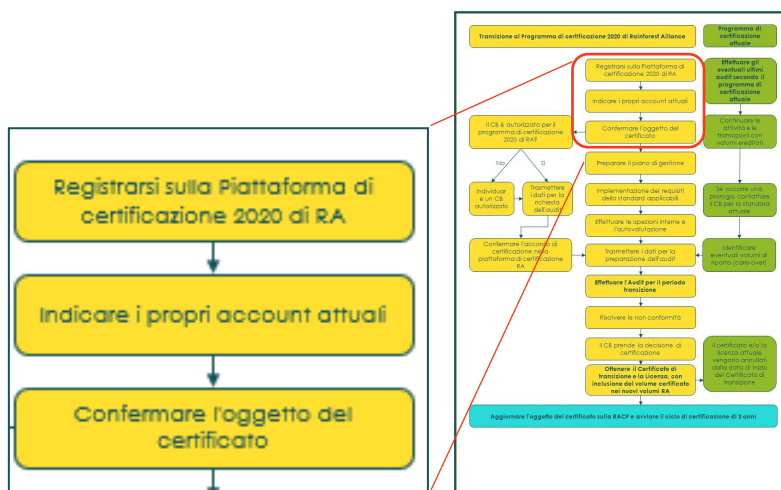 Registrarsi sulla Piattaforma di
certificazione 2020 di RA
Indicare i propri account attuali
Confermare l'oggetto del
certificato
Transizione al Programma di certificazione 2020 di Rainforest Alliance
Programma di
certificazione
attuale
Registrarsi sulla Piattaforma di
certificazione 2020 di RA
Indicare i propri account attuali
Confermare l'oggetto del
certificato
Il CB è autorizzato per il
programma di certificazione
2020 di RA?
No
Sì
Individuar
e un CB
autorizzato
Trasmettere
i dati per la
richiesta
dell'audit
Confermare l'accordo di
certificazione nella
piattaforma di certificazione
RA
Preparare il piano di gestione
Implementazione dei requisiti
dello standard applicabili
Effettuare le ispezioni interne e
l'autovalutazione
Trasmettere i dati per la
preparazione dell'audit
Effettuare l'Audit per il periodo
transizione
Risolvere le non conformità
Il CB prende la decisione di
certificazione
Ottenere il Certificato di
transizione e la Licenza, con
inclusione del volume certificato
nei nuovi volumi RA
Effettuare gli
eventuali ultimi
audit secondo il
programma di
certificazione
attuale
Continuare le
attività e le
transazioni con
volumi ereditati
Se occorre una
proroga, contattare
il CB per lo standard
attuale
Identificare
eventuali volumi di
riporto (carry-over)
Il certificato e/o la
licenza attuale
vengono annullati
dalla data di inizio
del Certificato di
transizione
Aggiornare l'oggetto del certificato sulla RACP e avviare il ciclo di certificazione di 3 anni